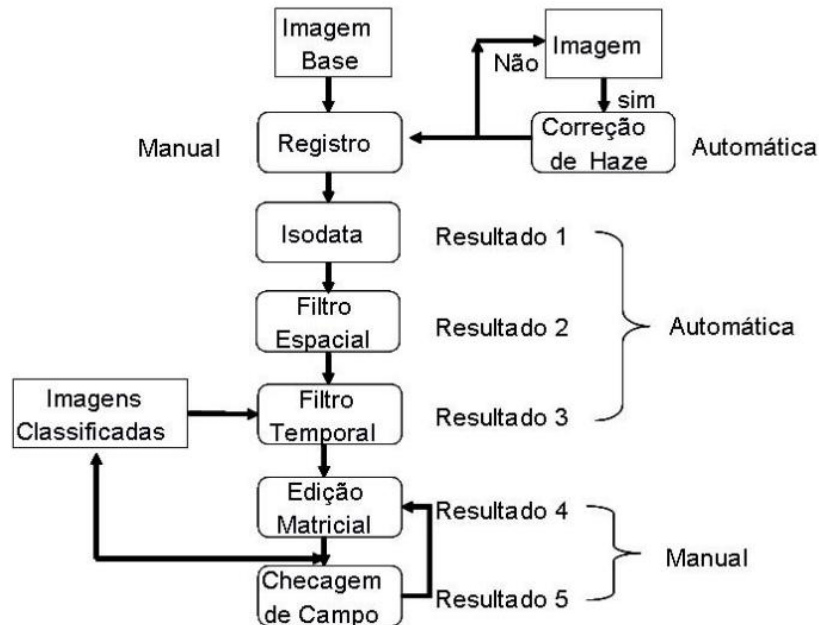 Imagem
Base
Não
Imagem
sim
Manual
Registro
Correção
de Haze
Automática
Isodata
Resultado 1
Filtro
Espacial
Resultado 2
Automática
Imagens
Classificadas
Filtro
Temporal
Resultado 3
Edição
Matricial
Resultado 4
Manual
Checagem
de Campo
Resultado 5